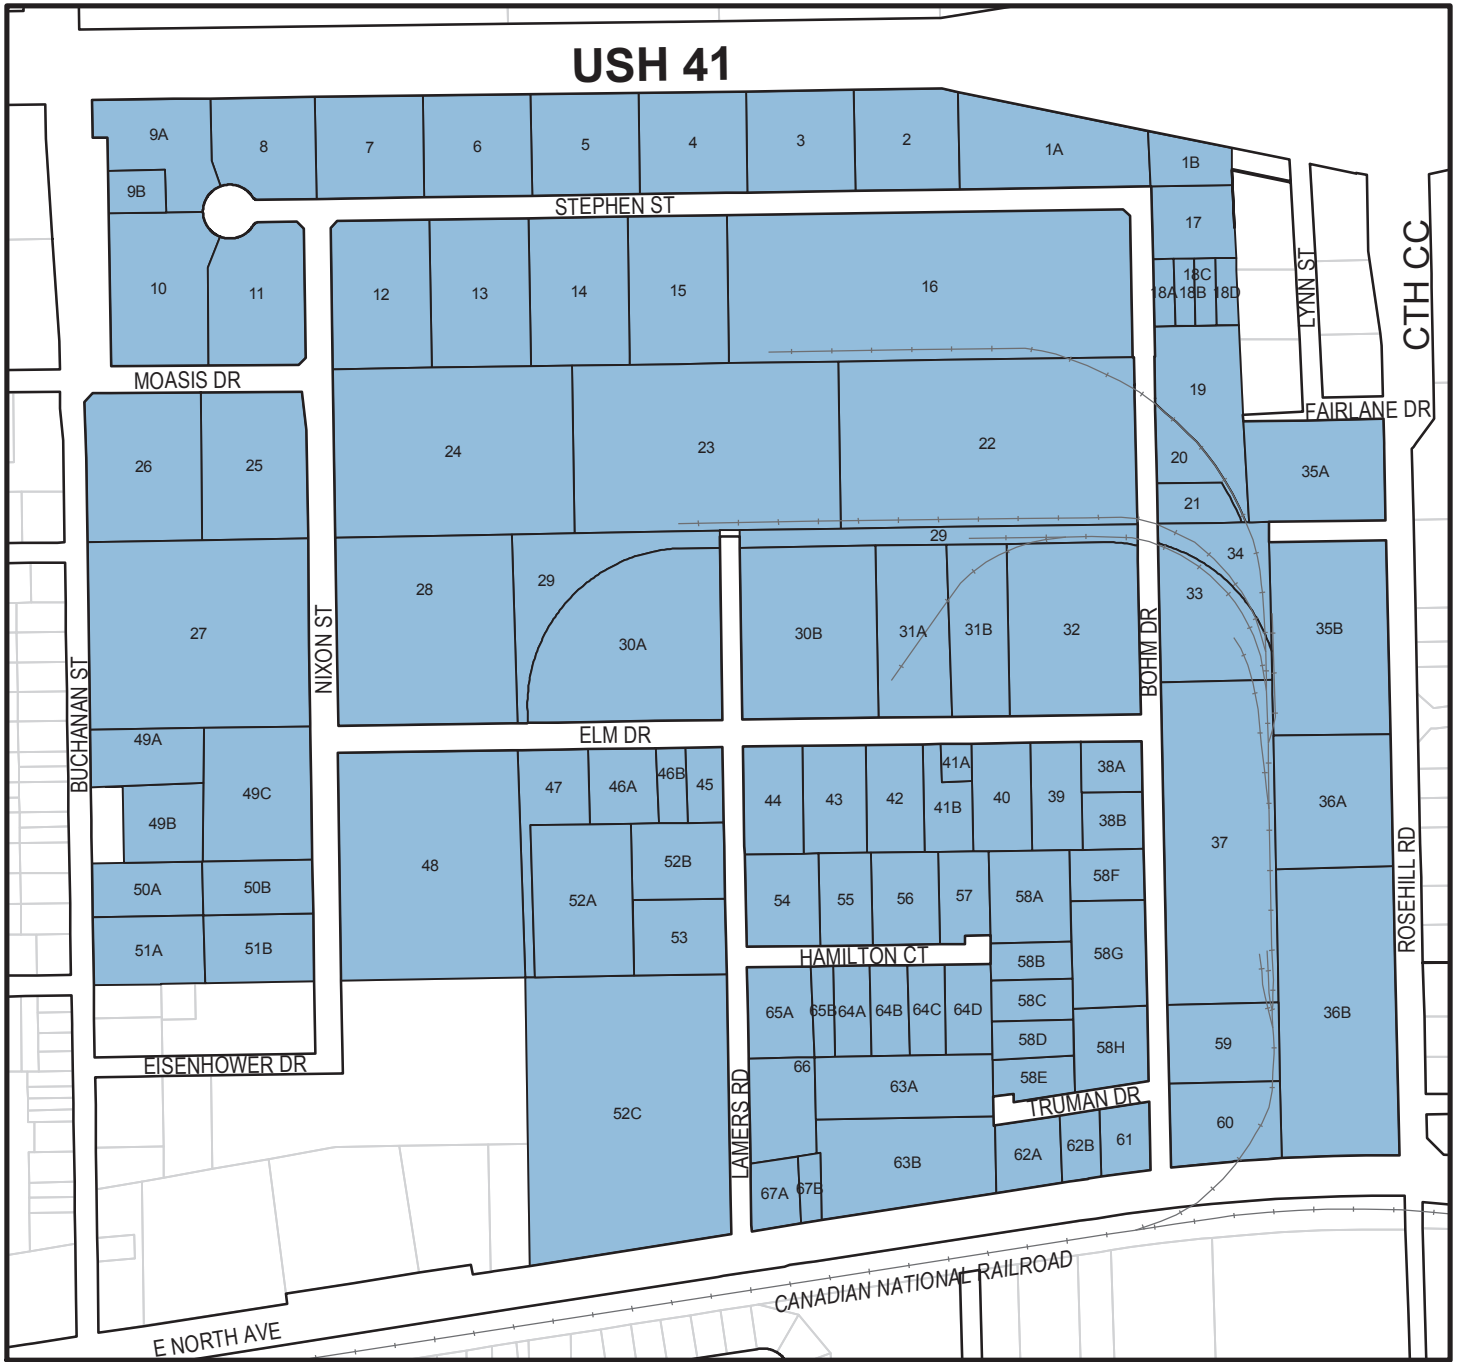 USH 41
9A
8
7
6
5
4
3
2
1A
1B
9B
STEPHEN ST
17
CTH CC
LYNN ST
10
11
12
13
14
15
16
18A
18B
18C
18D
MOASIS DR
19
FAIRLANE DR
26
25
24
23
22
20
35A
21
29
34
28
29
33
27
NIXON ST
30A
30B
31A
31B
32
BOHM DR
35B
BUCHANAN ST
ELM DR
49A
49C
47
46A
46B
45
44
43
42
41A
41B
40
39
38A
38B
36A
49B
48
37
52B
50A
50B
52A
54
55
56
57
58A
58F
ROSEHILL RD
51A
51B
53
HAMILTON CT
58B
58G
65A
65B
64A
64B
64C
64D
58C
36B
58D
58H
59
EISENHOWER DR
66
58E
63A
LAMERS RD
TRUMAN DR
52C
60
63B
62A
62B
61
67A
67B
CANADIAN NATIONAL RAILROAD
E NORTH AVE